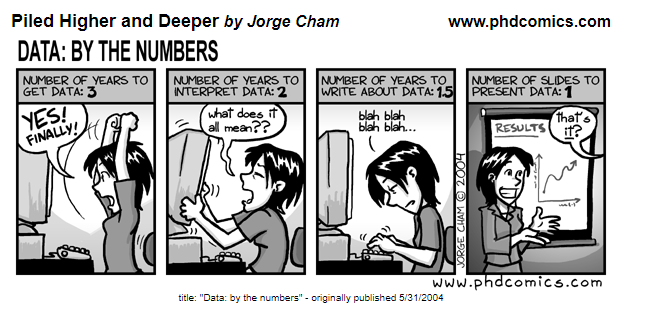 Piled Higher and Deeper by Jorge Cham
www.phdcomics.com
DATA: BY THE NUMBERS
NUMBER OF YEARS TO
GET DATA: 3
YES!
FINALLY!
NUMBER OF YEARS TO
INTERPRET DATA: 2
what does it
all mean??
NUMBER OF YEARS TO
WRITE ABOUT DATA: 1.5
blah blah
blah blah...
NUMBER OF SLIDES TO
PRESENT DATA: 1
that's
it?
RESULTS
JORGE CHAM © 2004
www.phdcomics.com
title: "Data: by the numbers" - originally published 5/31/2004